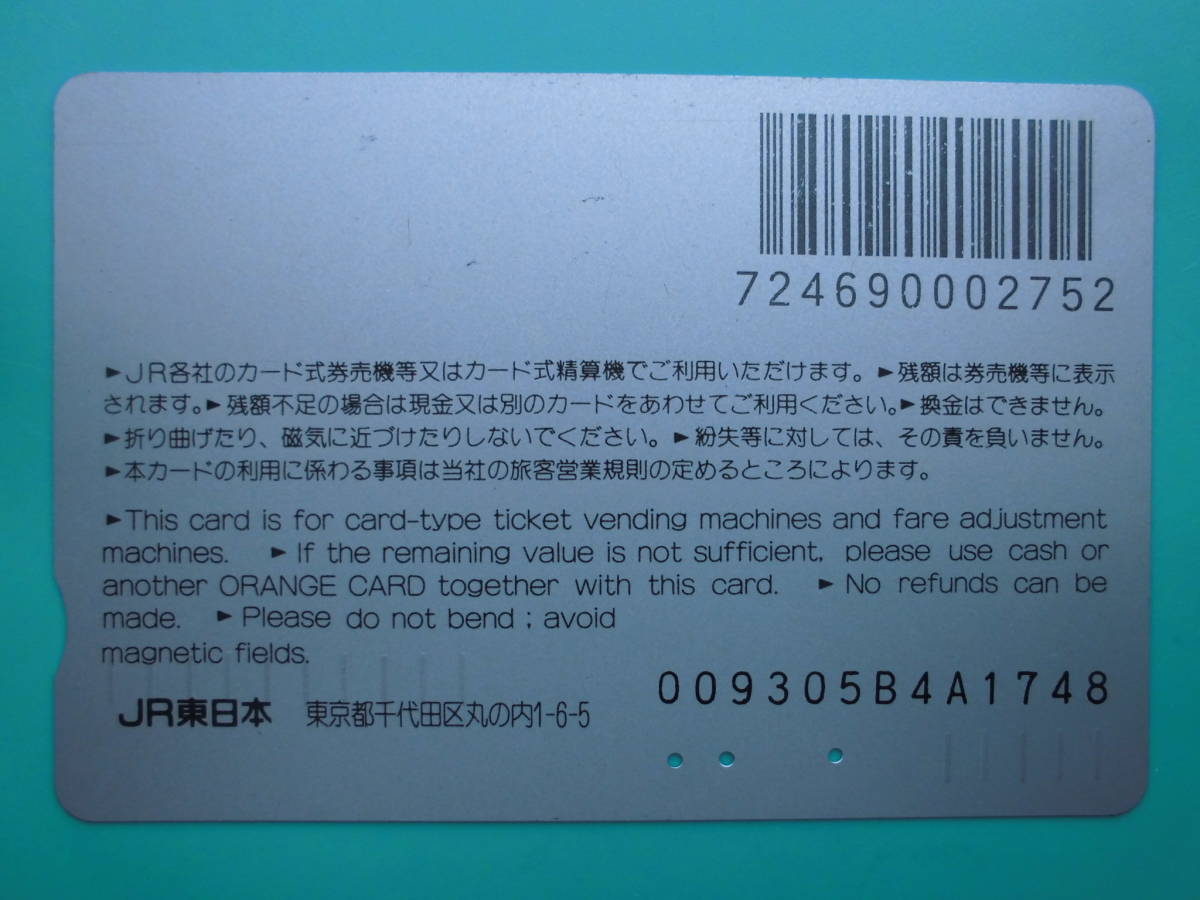 724690002752
►JR各社のカード式券売機等又はカード式精算機でご利用いただけます。►残額は券売機等に表示
されます。►残額不足の場合は現金又は別のカードをあわせてご利用ください。►換金はできません。
►折り曲げたり、磁気に近づけたりしないでください。►紛失等に対しては、その責を負いません。
►本カードの利用に係わる事項は当社の旅客営業規則の定めるところによります。
►This card is for card-type ticket vending machines and fare adjustment
machines. ►If the remaining value is not sufficient, please use cash or
another ORANGE CARD together with this card. ►No refunds can be
made. ►Please do not bend ; avoid
magnetic fields.
009305B4A1748
JR東日本 東京都千代田区丸の内1-6-5